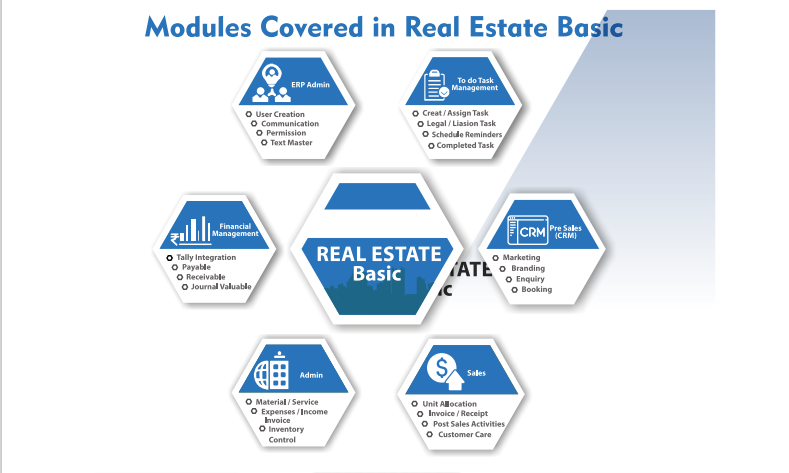 Modules Covered in Real Estate Basic
ERP Admin
User Creation
Communication
Permission
Text Master
To do Task
Management
Creat / Assign Task
Legal / Liasion Task
Schedule Reminders
Completed Task
Financial
Management
Tally Integration
Payable
Receivable
Journal Valuable
REAL ESTATE
Basic
TATE
ic
CRM
Pre Sales
(CRM)
Marketing
Branding
Enquiry
Booking
Admin
Material / Service
Expenses / Income
Invoice
Inventory
Control
Sales
Unit Allocation
Invoice / Receipt
Post Sales Activities
Customer Care